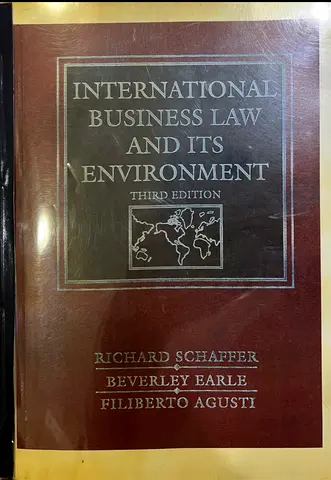 INTERNATIONAL
BUSINESS LAW
AND ITS
ENVIRONMENT
THIRD EDITION
RICHARD SCHAFFER
BEVERLEY EARLE
FILIBERTO AGUSTI